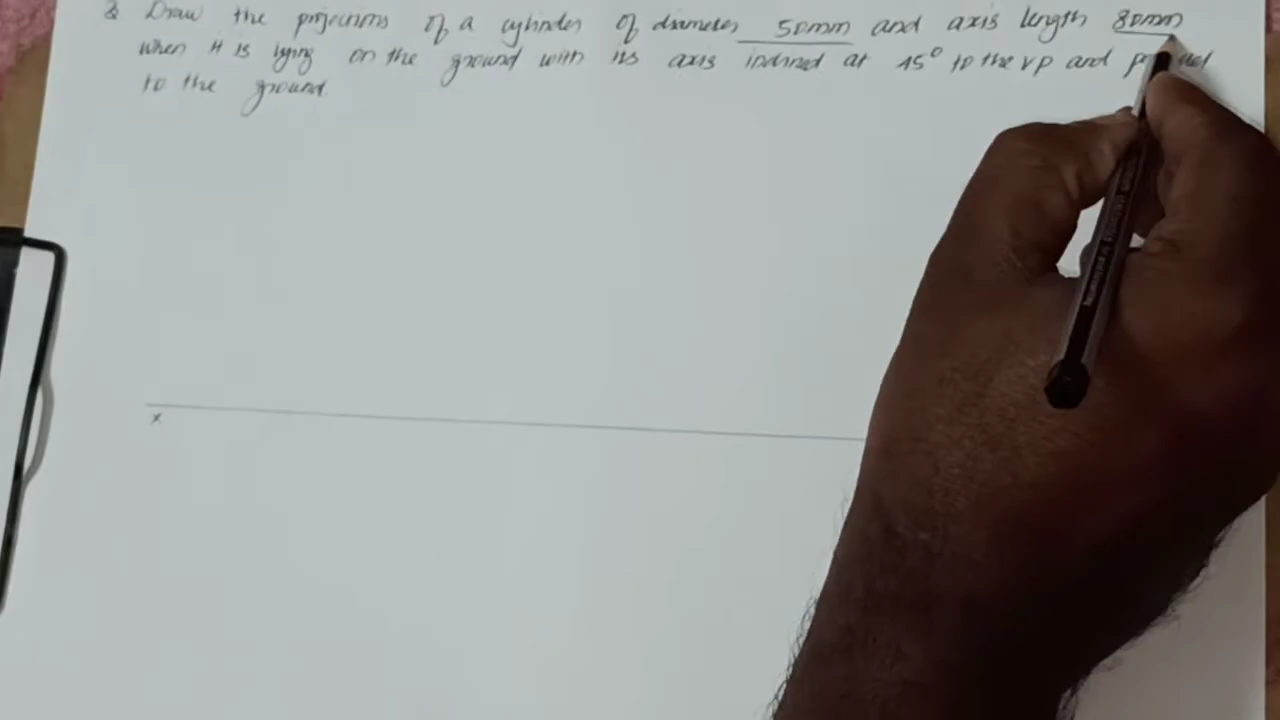 Q Draw the projections of a cylinder of diameter 50mm and axis length 80mm
when it is lying on the ground with its axis inclined at 45° to the VP and
to the ground.
x